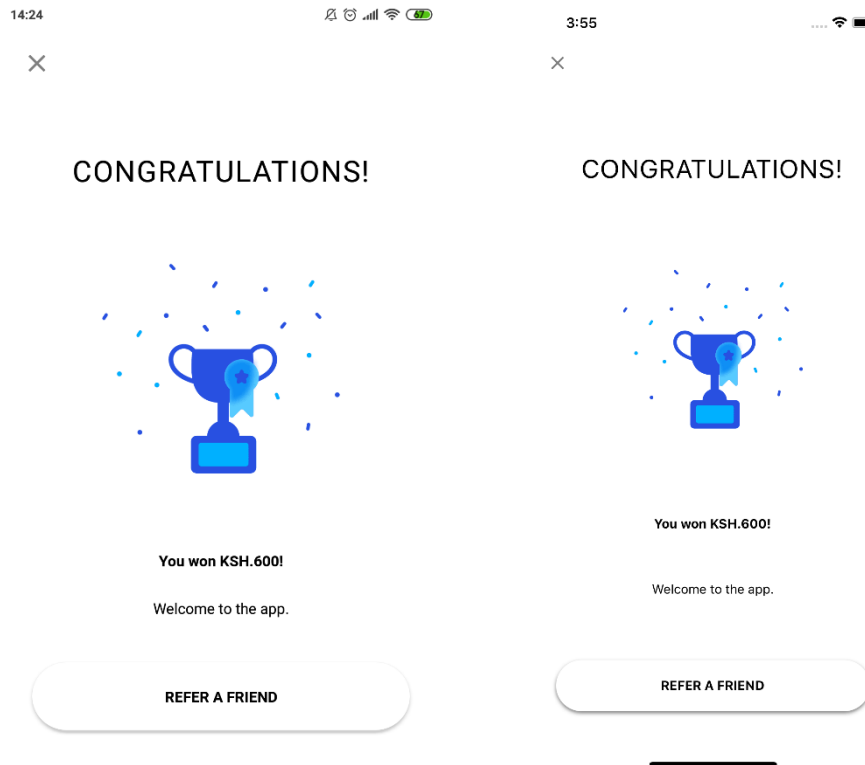 14:24
67
CONGRATULATIONS!
You won KSH.600!
Welcome to the app.
REFER A FRIEND
3:55
CONGRATULATIONS!
You won KSH.600!
Welcome to the app.
REFER A FRIEND